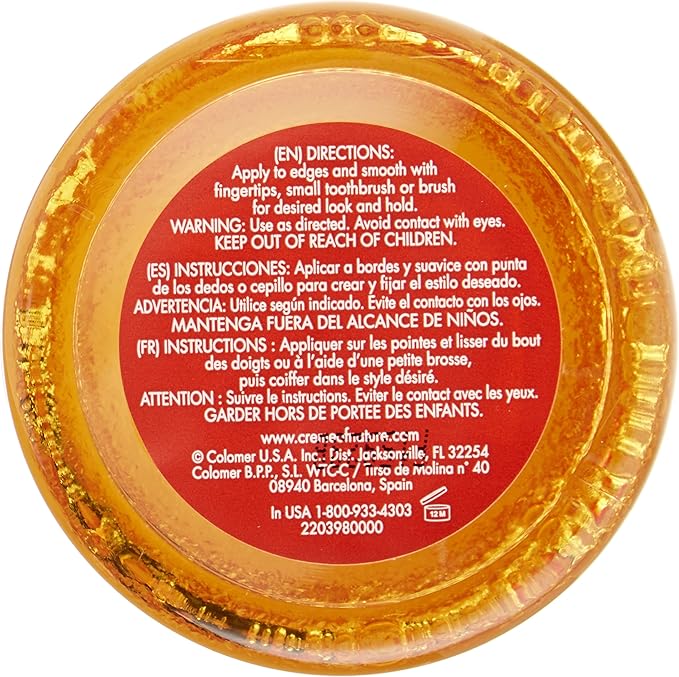 (EN) DIRECTIONS:
Apply to edges and smooth with
fingertips, small toothbrush or brush
for desired look and hold.
WARNING: Use as directed. Avoid contact with eyes.
KEEP OUT OF REACH OF CHILDREN.
(ES) INSTRUCCIONES: Aplicar a bordes y suavice con punta
de los dedos o cepillo para crear y fijar el estilo deseado.
ADVERTENCIA: Utilice según indicado. Evite el contacto con los ojos.
MANTENGA FUERA DEL ALCANCE DE NIÑOS.
(FR) INSTRUCTIONS : Appliquer sur les pointes et lisser du bout
des doigts ou à l'aide d'une petite brosse,
puis coiffer dans le style désiré.
ATTENTION : Suivre le instructions. Eviter le contact avec les yeux.
GARDER HORS DE PORTEE DES ENFANTS.
www.cremeofnature.com
© Colomer U.S.A. Inc. Dist. Jacksonville, FL 32254
Colomer B.P.P., S.L. WTC7 Tirso de Molina n° 40
08940 Barcelona, Spain
In USA 1-800-933-4303
12 M
2203980000